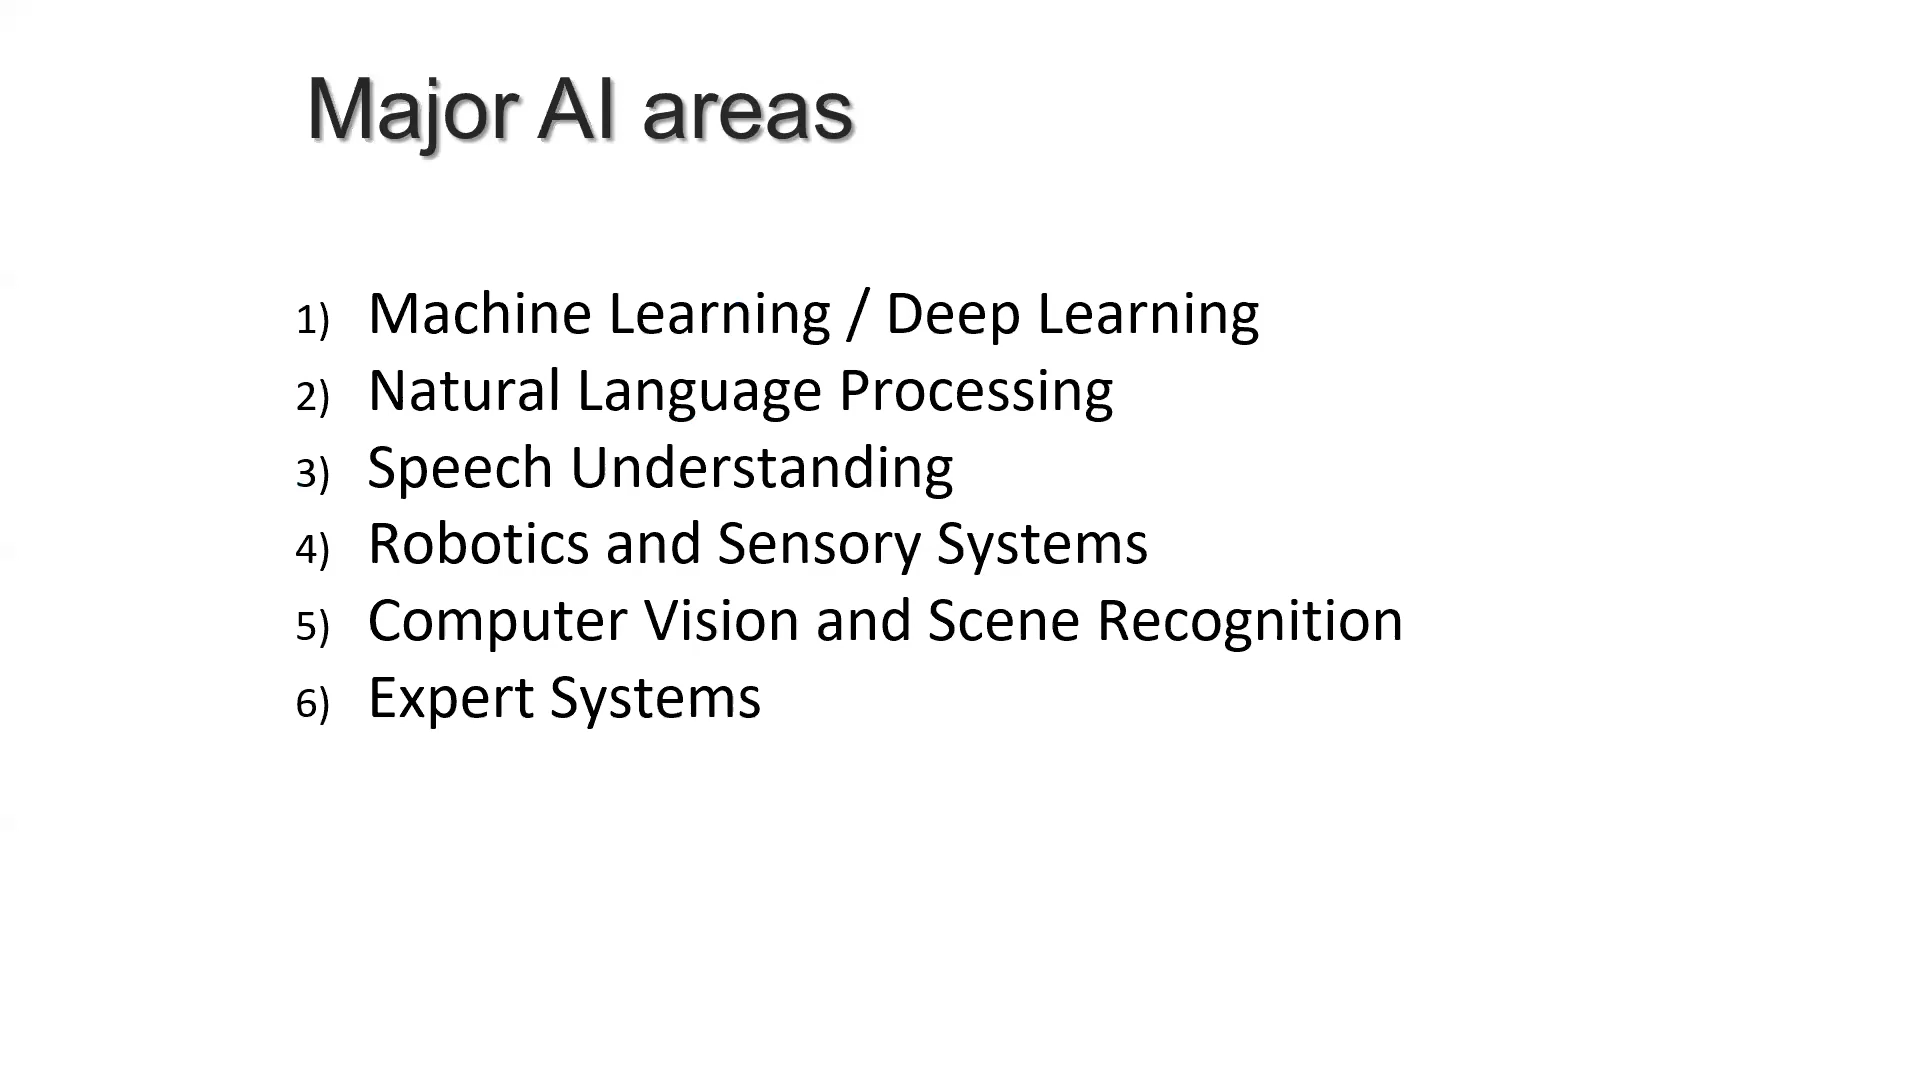 Major AI areas
1) Machine Learning / Deep Learning
2) Natural Language Processing
3) Speech Understanding
4) Robotics and Sensory Systems
5) Computer Vision and Scene Recognition
6) Expert Systems